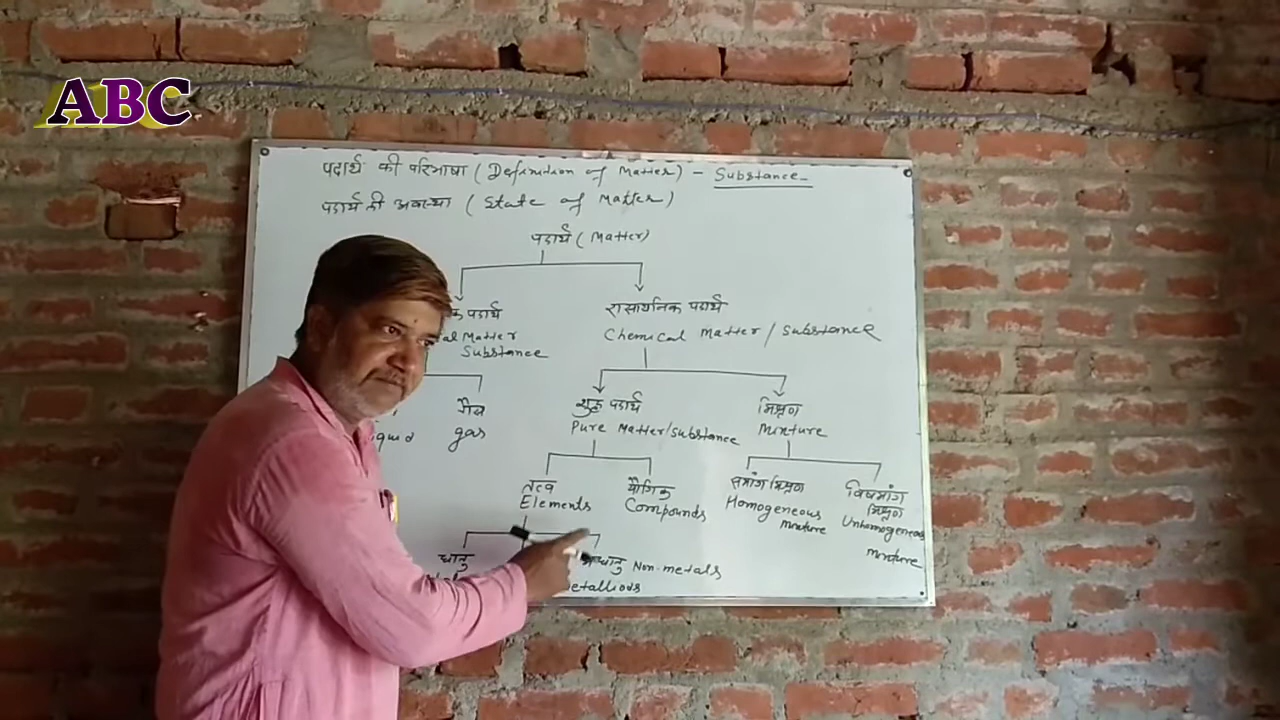 ABC
पदार्थ की परिभाषा ( Definition of Matter) - Substance
पदार्थ की अवस्था ( State of Matter)
पदार्थ ( Matter)
पदार्थ
रासायनिक पदार्थ
Matter
Chemical Matter / Substance
Substance
शुद्ध पदार्थ
मिश्रण
गैस
Pure Matter/Substance
Mixture
gas
तत्व
यौगिक
समांग मिश्रण
विषमांग
मिश्रण
Elements
Compounds
Homogeneous
Mixture
Unhomogeneous
Mixture
धातु
Non-metals